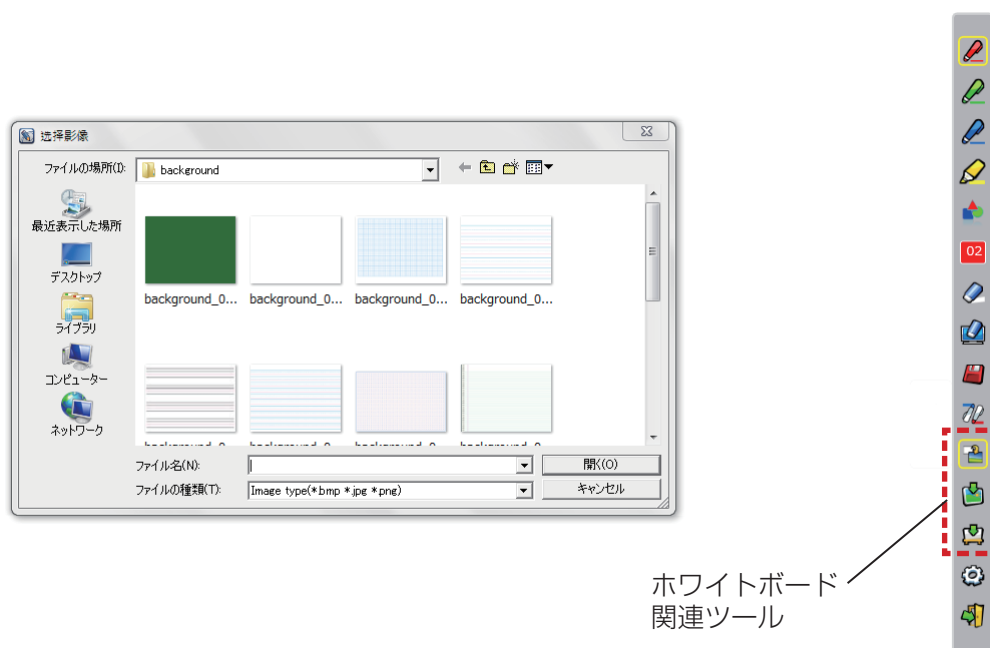 选择影像
ファイルの場所(I):
background
最近表示した場所
デスクトップ
ライブラリ
コンピューター
ネットワーク
background_0...
background_0...
background_0...
background_0...
ファイル名(N):
開く(O)
ファイルの種類(T):
Image type(*bmp *jpg *png)
キャンセル
02
ホワイトボード
関連ツール